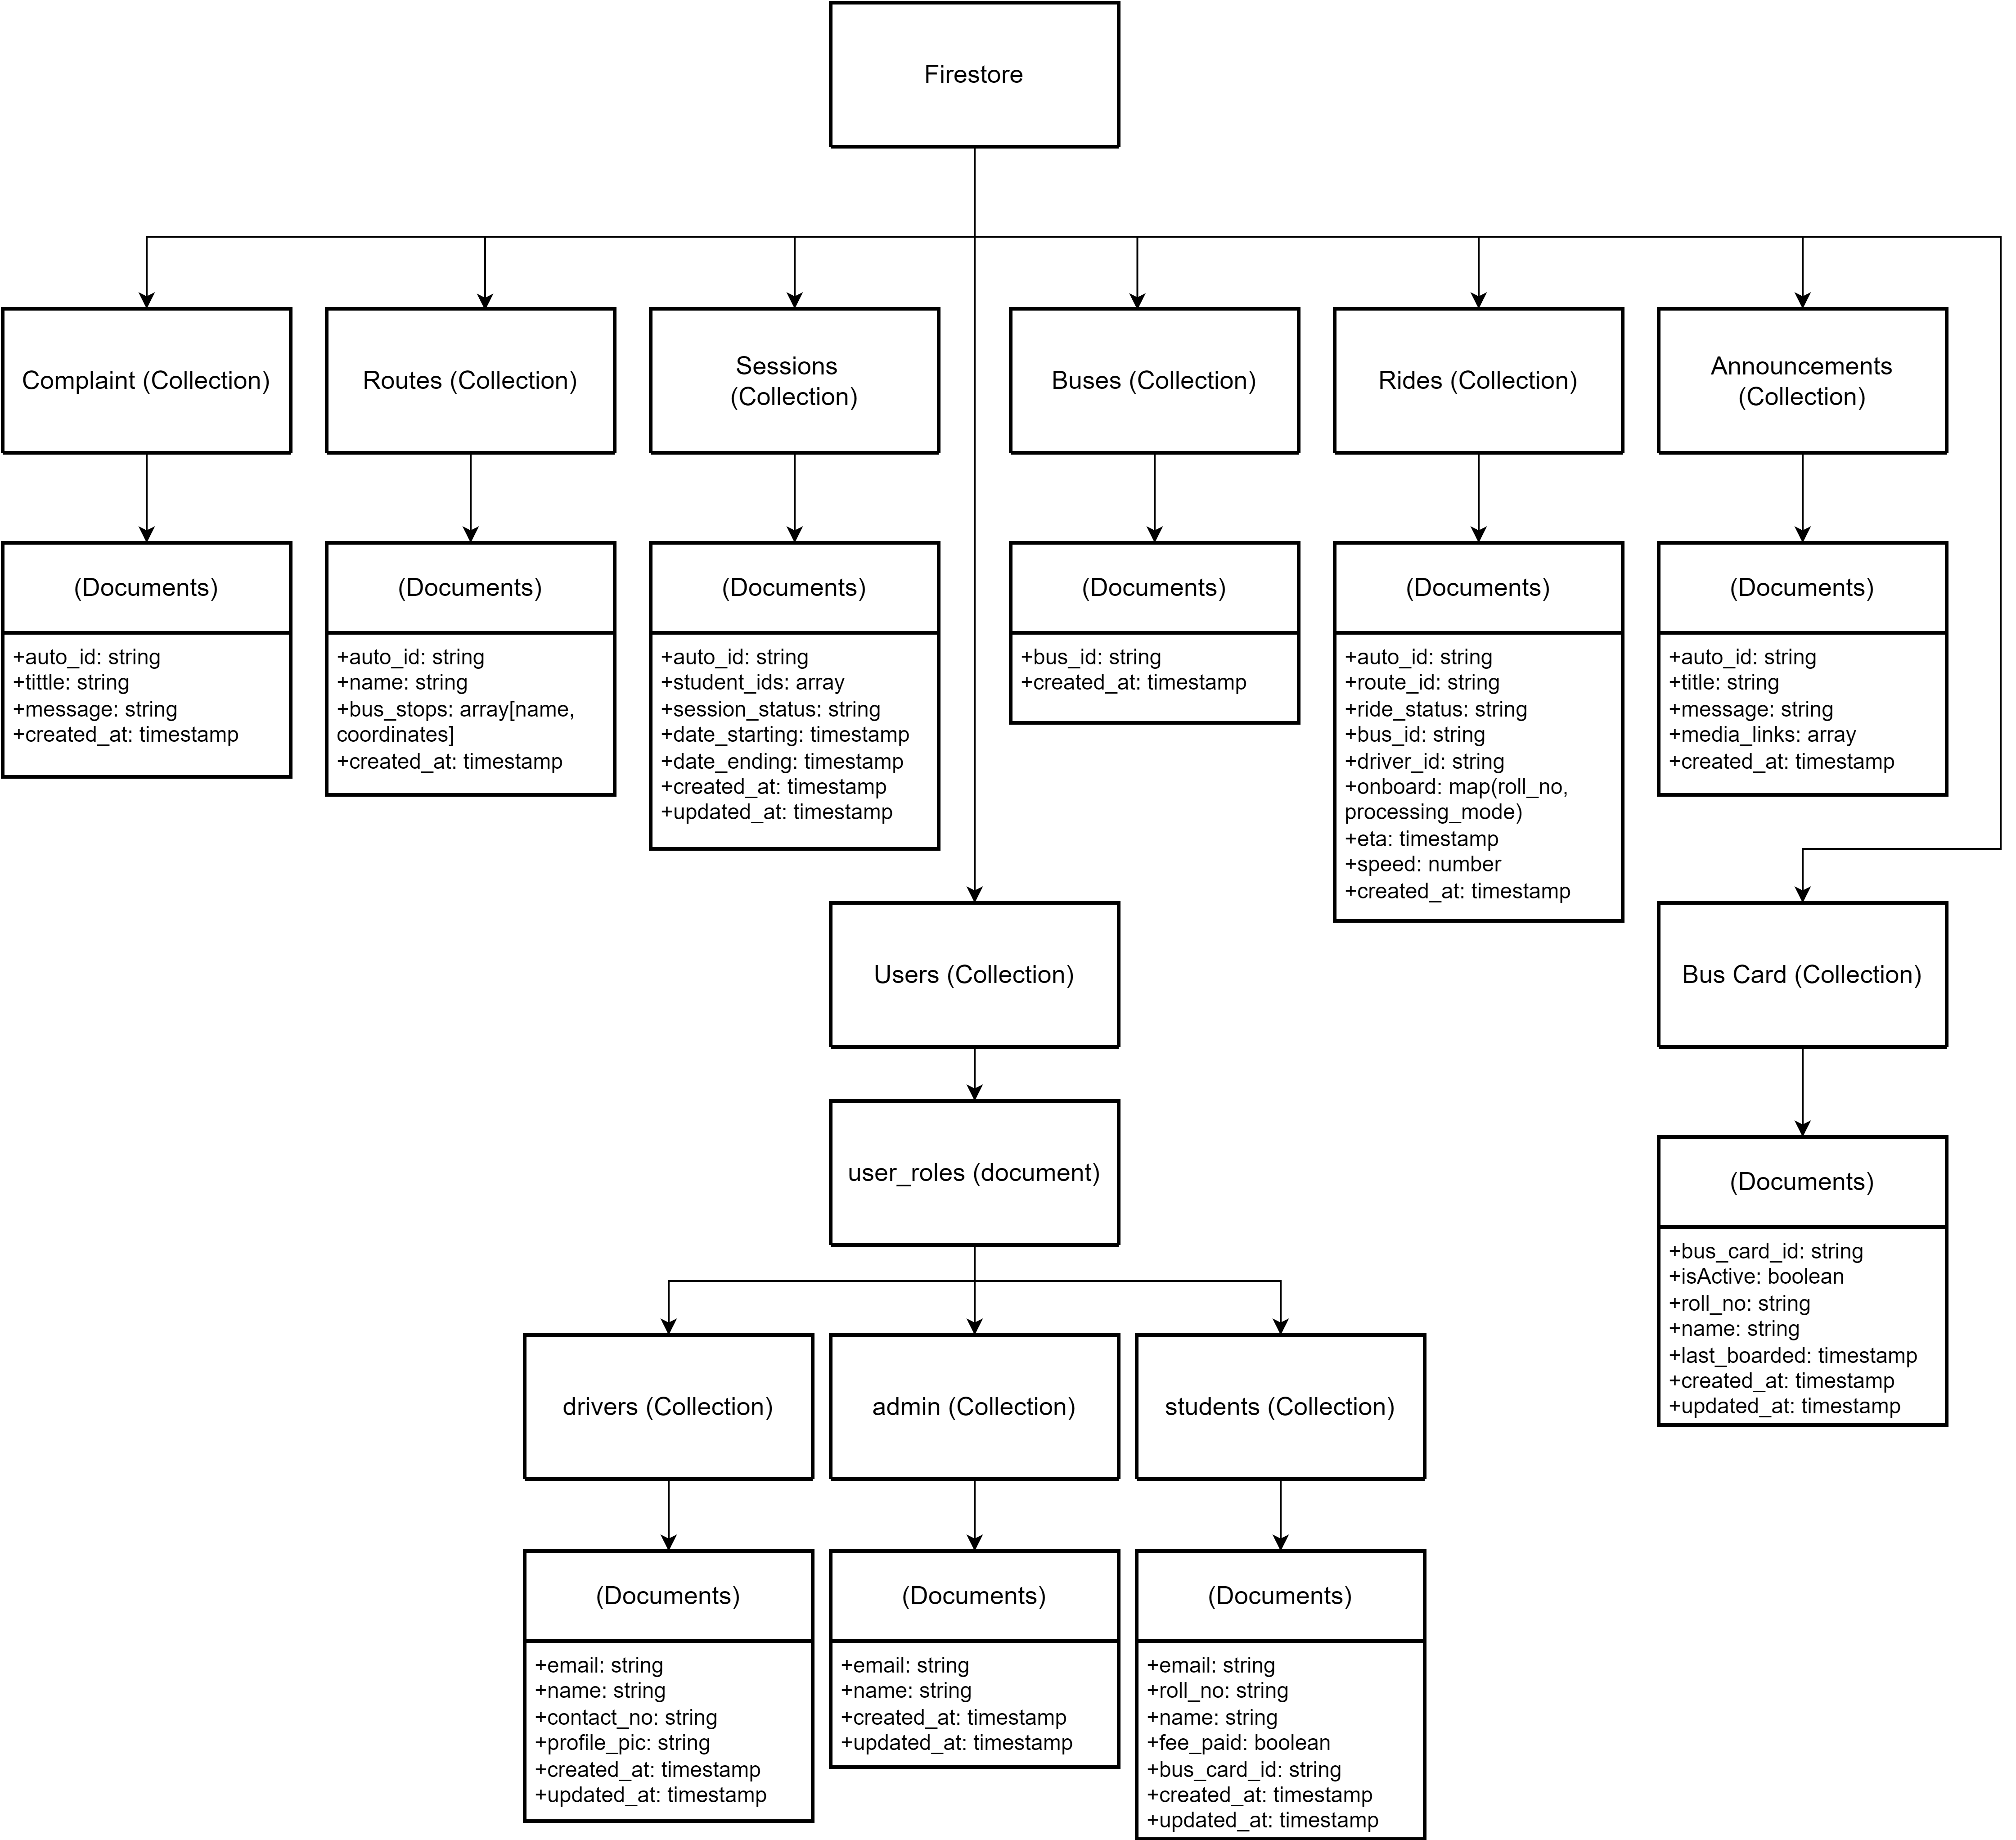 Firestore
Complaint (Collection)
Routes (Collection)
Sessions
(Collection)
Buses (Collection)
Rides (Collection)
Announcements
(Collection)
(Documents)
+auto_id: string
+tittle: string
+message: string
+created_at: timestamp
(Documents)
+auto_id: string
+name: string
+bus_stops: array[name,
coordinates]
+created_at: timestamp
(Documents)
+auto_id: string
+student_ids: array
+session_status: string
+date_starting: timestamp
+date_ending: timestamp
+created_at: timestamp
+updated_at: timestamp
(Documents)
+bus_id: string
+created_at: timestamp
(Documents)
+auto_id: string
+route_id: string
+ride_status: string
+bus_id: string
+driver_id: string
+onboard: map(roll_no,
processing_mode)
+eta: timestamp
+speed: number
+created_at: timestamp
(Documents)
+auto_id: string
+title: string
+message: string
+media_links: array
+created_at: timestamp
Users (Collection)
Bus Card (Collection)
user_roles (document)
(Documents)
+bus_card_id: string
+isActive: boolean
+roll_no: string
+name: string
+last_boarded: timestamp
+created_at: timestamp
+updated_at: timestamp
drivers (Collection)
admin (Collection)
students (Collection)
(Documents)
+email: string
+name: string
+contact_no: string
+profile_pic: string
+created_at: timestamp
+updated_at: timestamp
(Documents)
+email: string
+name: string
+created_at: timestamp
+updated_at: timestamp
(Documents)
+email: string
+roll_no: string
+name: string
+fee_paid: boolean
+bus_card_id: string
+created_at: timestamp
+updated_at: timestamp